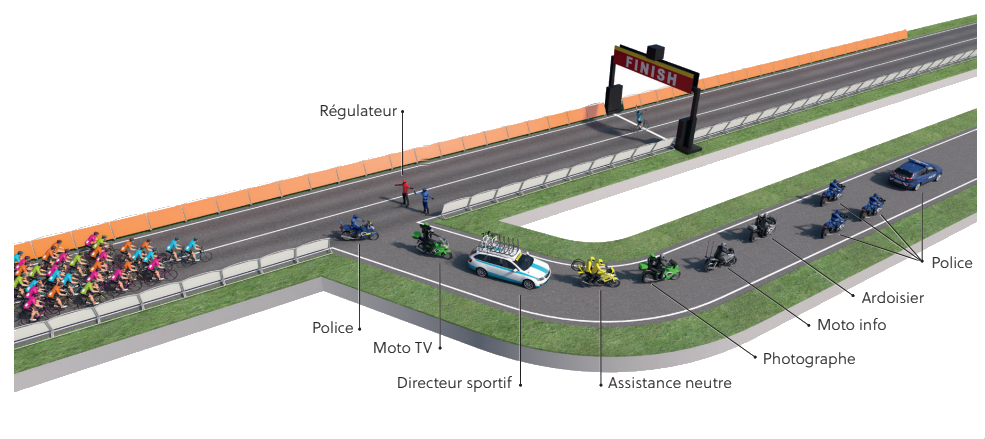 FINISH
Régulateur
Police
Ardoisier
Moto info
Police
Moto TV
Photographe
Directeur sportif
Assistance neutre